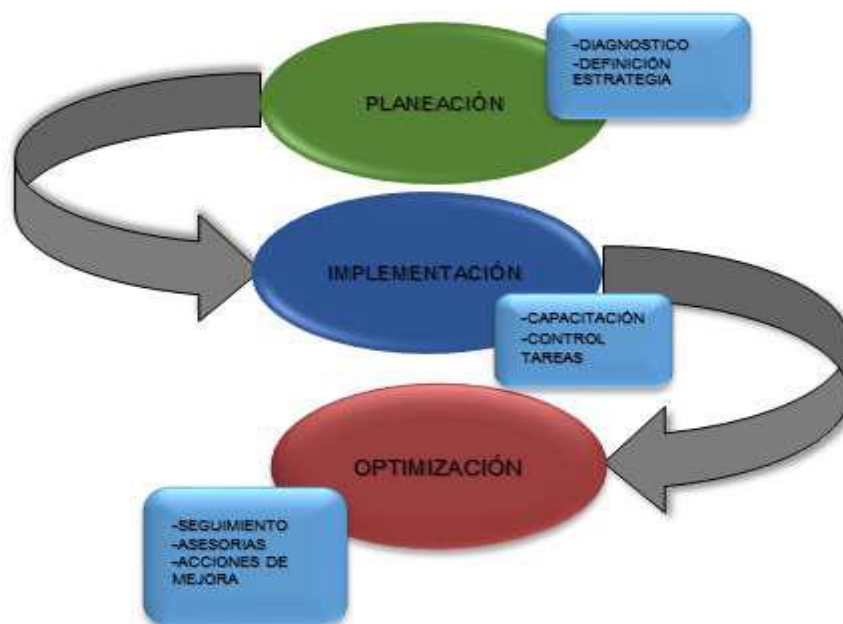 -DIAGNOSTICO
-DEFINICIÓN
ESTRATEGIA
PLANEACIÓN
IMPLEMENTACIÓN
-CAPACITACIÓN
-CONTROL
TAREAS
OPTIMIZACIÓN
-SEGUIMIENTO
-ASESORIAS
-ACCIONES DE
MEJORA